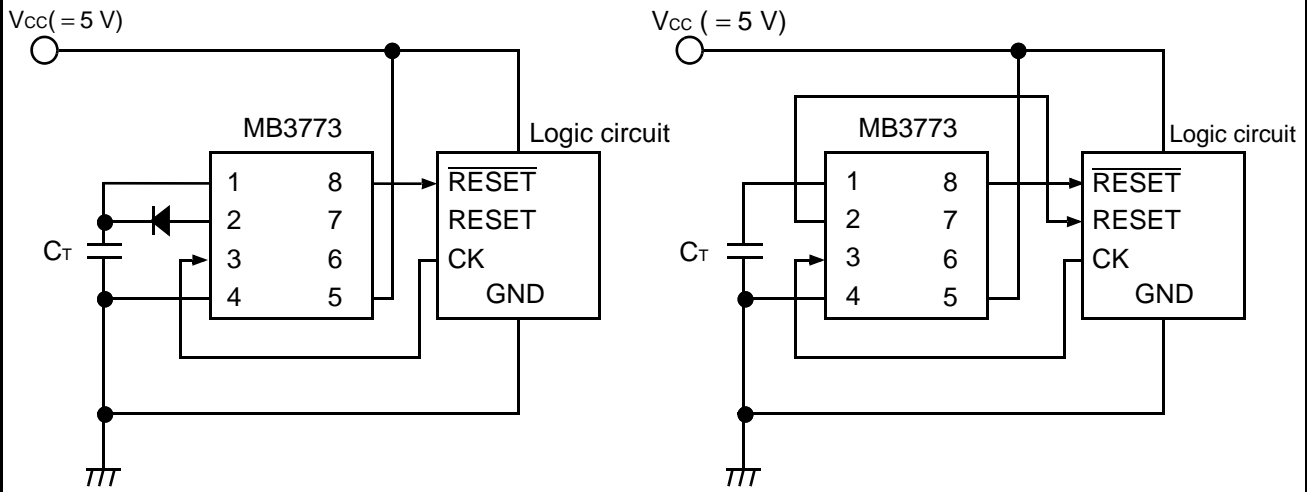 Vcc( = 5 V)
MB3773
Logic circuit
1 8
2 7
3 6
4 5
RESET
RESET
CK
GND
CT
Vcc ( = 5 V)
MB3773
Logic circuit
1 8
2 7
3 6
4 5
RESET
RESET
CK
GND
CT